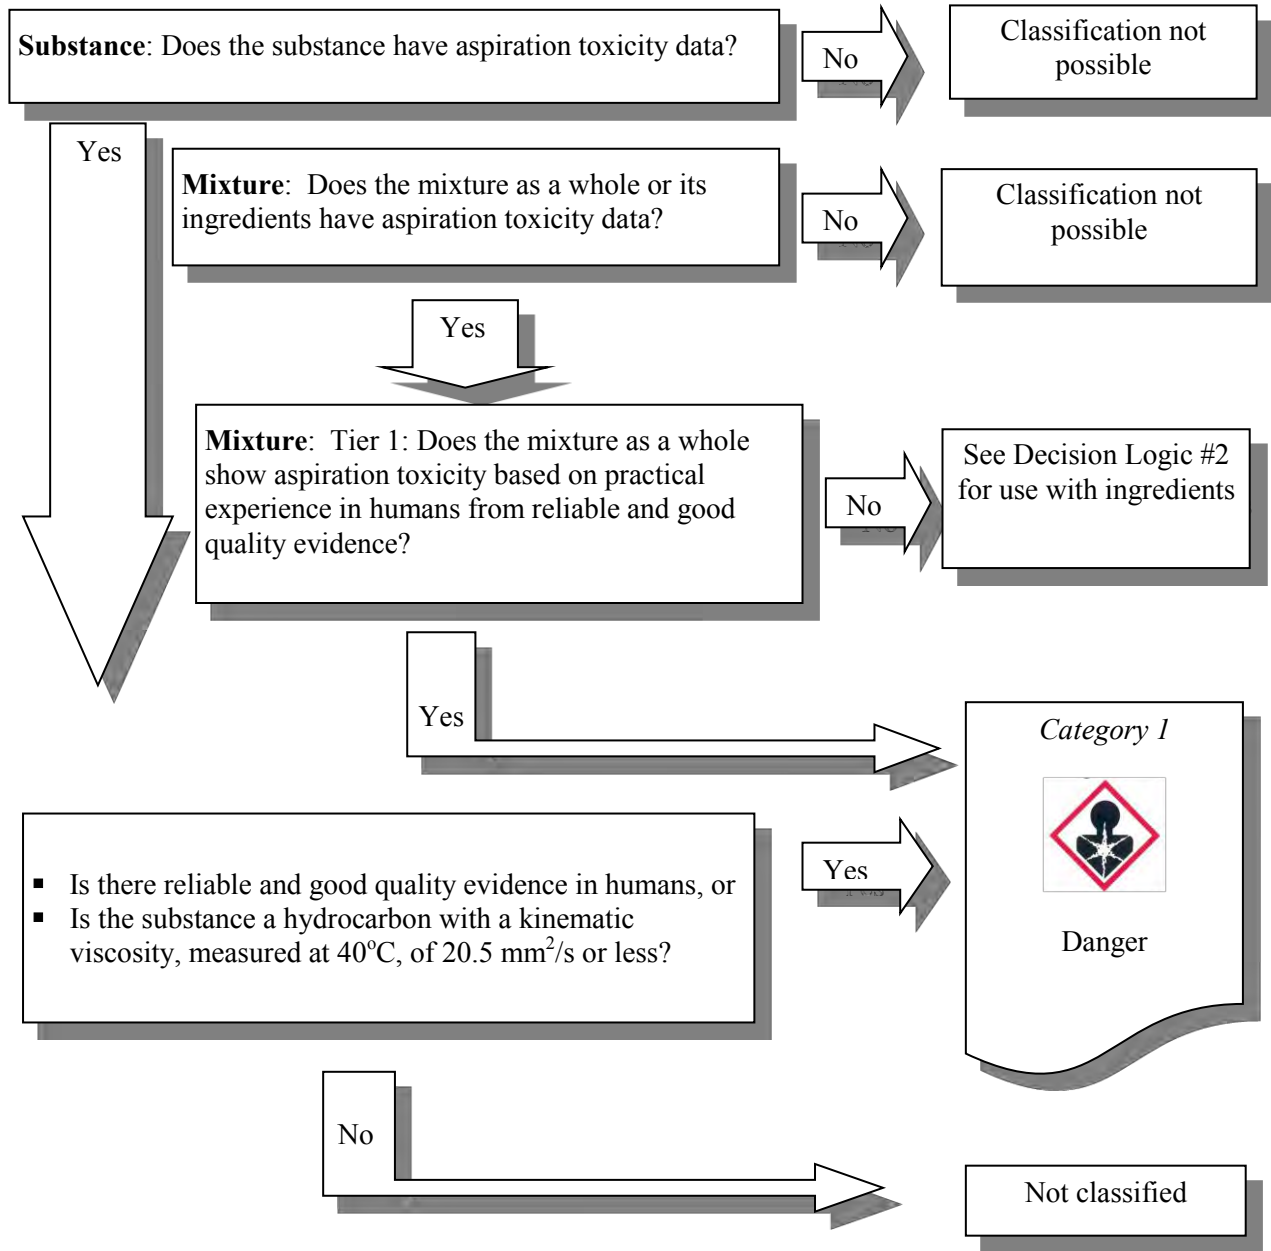 Substance: Does the substance have aspiration toxicity data?
No
Classification not
possible
Yes
Mixture:  Does the mixture as a whole or its
ingredients have aspiration toxicity data?
No
Classification not
possible
Yes
Mixture:  Tier 1: Does the mixture as a whole
show aspiration toxicity based on practical
experience in humans from reliable and good
quality evidence?
No
See Decision Logic #2
for use with ingredients
Yes
Category 1
Danger
▪ Is there reliable and good quality evidence in humans, or
▪ Is the substance a hydrocarbon with a kinematic
viscosity, measured at 40°C, of 20.5 mm²/s or less?
Yes
No
Not classified